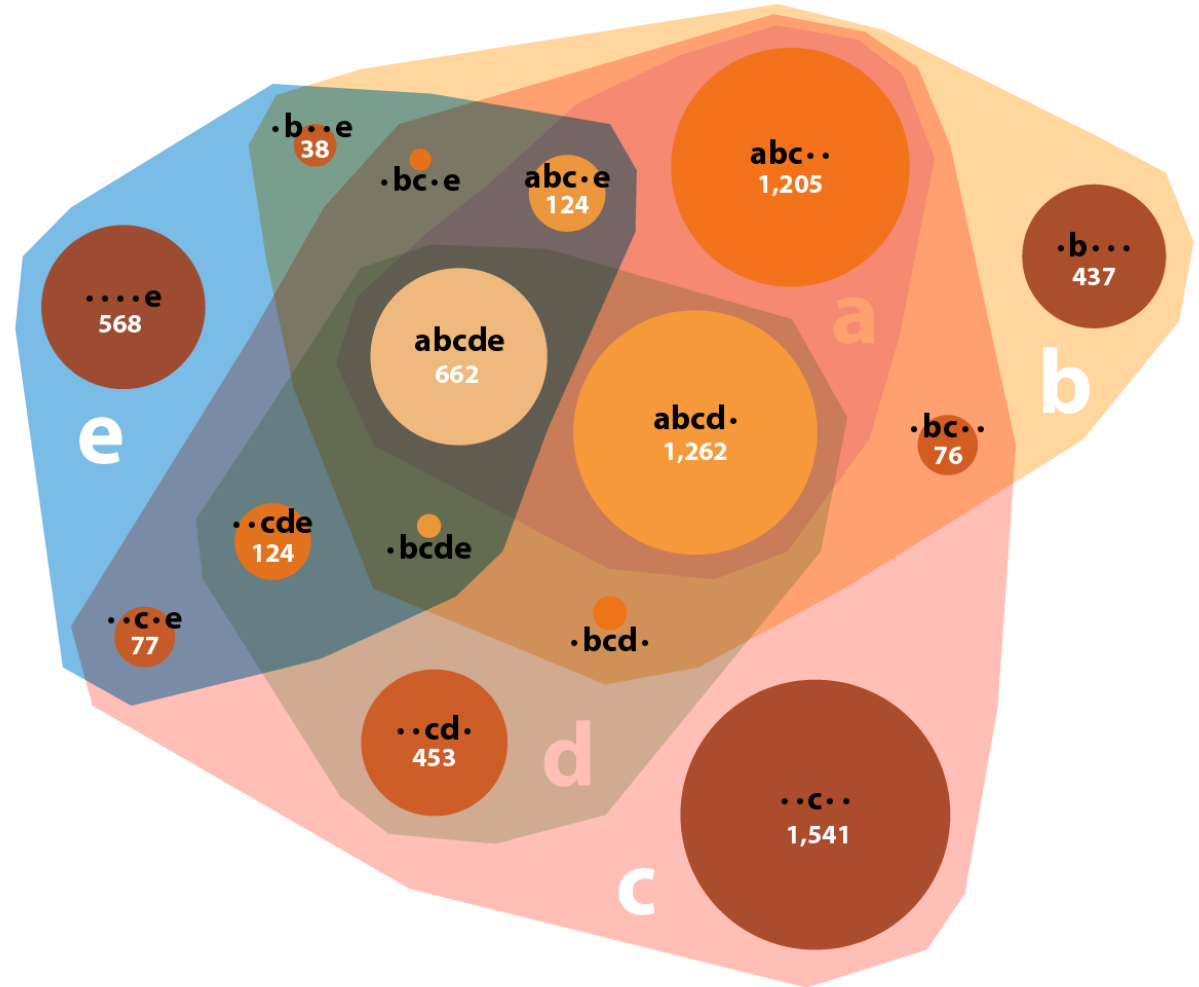 ·b··e
38
·bc·e
abc·e
124
abc··
1,205
·b···
437
····e
568
a
b
abcde
662
abcd·
1,262
·bc··
76
e
··cde
124
·bcde
··c·e
77
·bcd·
··cd·
453
d
··c··
1,541
c